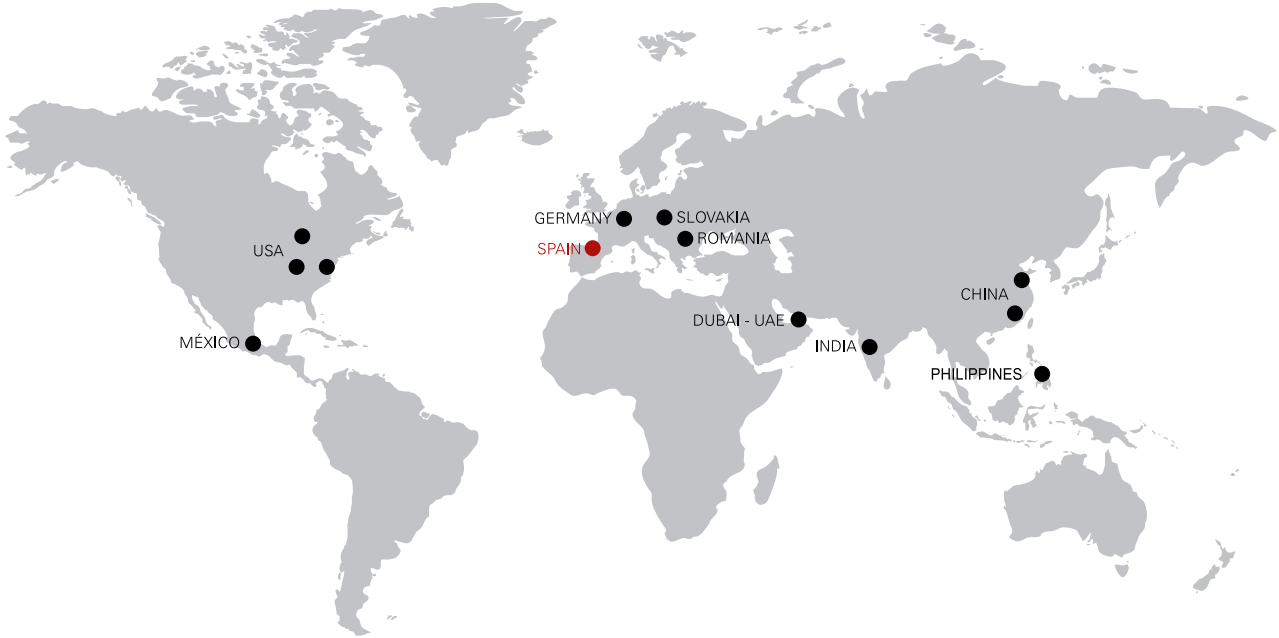 GERMANY
SLOVAKIA
ROMANIA
SPAIN
USA
CHINA
DUBAI - UAE
MÉXICO
INDIA
PHILIPPINES